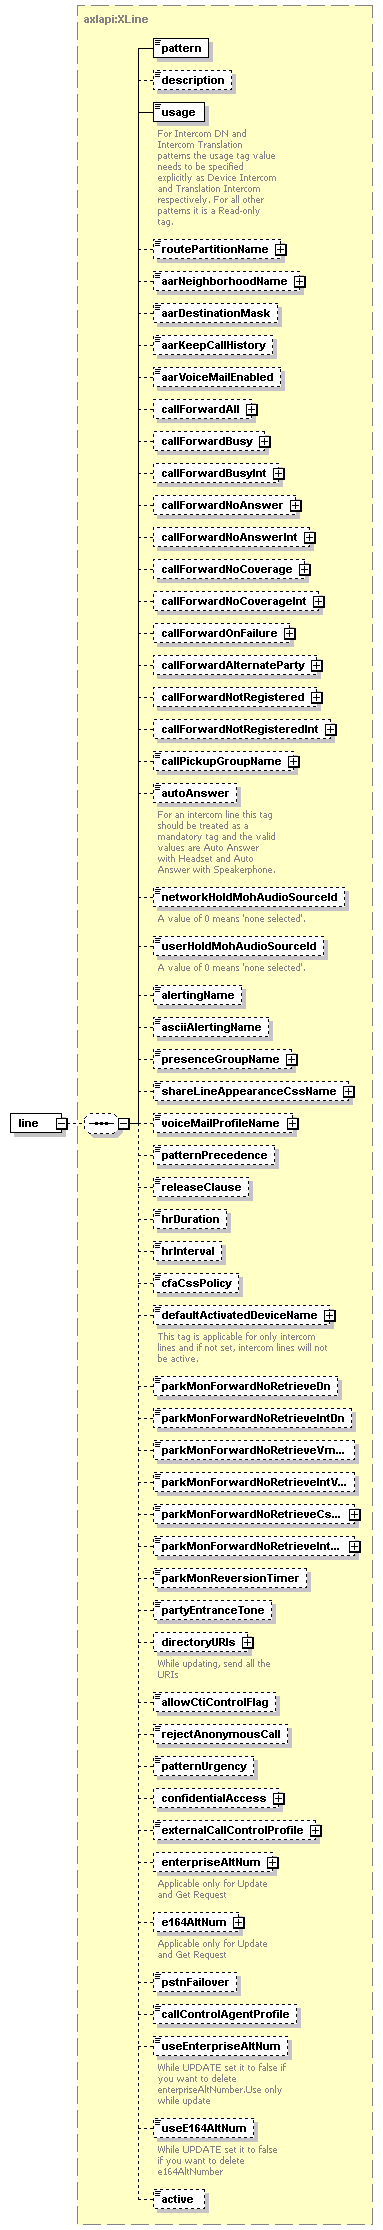 axlapi:XLine
pattern
description
usage
For Intercom DN and
Intercom Translation
patterns the usage tag value
needs to be specified
explicitly as Device Intercom
and Translation Intercom
respectively. For all other
patterns it is a Read-only
tag.
routePartitionName
aarNeighborhoodName
aarDestinationMask
aarKeepCallHistory
aarVoiceMailEnabled
callForwardAll
callForwardBusy
callForwardBusyInt
callForwardNoAnswer
callForwardNoAnswerInt
callForwardNoCoverage
callForwardNoCoverageInt
callForwardOnFailure
callForwardAlternateParty
callForwardNotRegistered
callForwardNotRegisteredInt
callPickupGroupName
autoAnswer
For an intercom line this tag
should be treated as a
mandatory tag and the valid
values are Auto Answer
with Headset and Auto
Answer with Speakerphone.
networkHoldMohAudioSourceId
A value of 0 means 'none selected'.
userHoldMohAudioSourceId
A value of 0 means 'none selected'.
alertingName
asciiAlertingName
presenceGroupName
shareLineAppearanceCssName
line
voiceMailProfileName
patternPrecedence
releaseClause
hrDuration
hrInterval
cfaCssPolicy
defaultActivatedDeviceName
This tag is applicable for only intercom
lines and if not set, intercom lines will not
be active.
parkMonForwardNoRetrieveDn
parkMonForwardNoRetrieveIntDn
parkMonForwardNoRetrieveVm...
parkMonForwardNoRetrieveIntV...
parkMonForwardNoRetrieveCs...
parkMonForwardNoRetrieveInt...
parkMonReversionTimer
partyEntranceTone
directoryURIs
While updating, send all the
URIs
allowCtiControlFlag
rejectAnonymousCall
patternUrgency
confidentialAccess
externalCallControlProfile
enterpriseAltNum
Applicable only for Update
and Get Request
e164AltNum
Applicable only for Update
and Get Request
pstnFailover
callControlAgentProfile
useEnterpriseAltNum
While UPDATE set it to false if
you want to delete
enterpriseAltNumber.Use only
while update
useE164AltNum
While UPDATE set it to false
if you want to delete
e164AltNumber
active